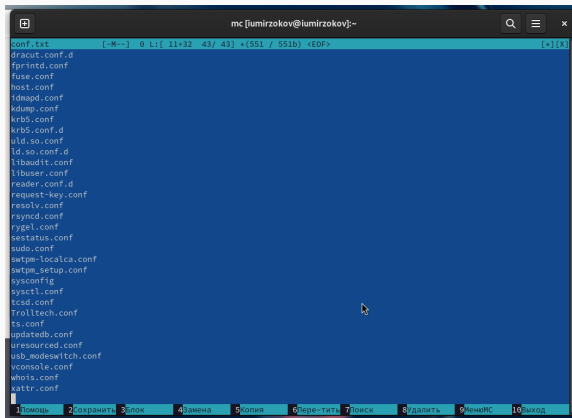 mc [iumirzokov@iumirzokov]:~
conf.txt [-M--] 0 L:[ 11+32 43/ 43] *(551 / 551b) <EOF> [*][X]
dracut.conf.d
fprintd.conf
fuse.conf
host.conf
idmapd.conf
kdump.conf
krb5.conf
krb5.conf.d
uld.so.conf
ld.so.conf.d
libaudit.conf
libuser.conf
reader.conf.d
request-key.conf
resolv.conf
rsyncd.conf
rygel.conf
sestatus.conf
sudo.conf
swtpm-localca.conf
swtpm_setup.conf
sysconfig
sysctl.conf
tcsd.conf
Trolltech.conf
ts.conf
updatedb.conf
uresourced.conf
usb_modeswitch.conf
vconsole.conf
whois.conf
xattr.conf
1Помощь 2Сохранить 3Блок 4Замена 5Копия 6Пере~тить 7Поиск 8Удалить 9МенюMC 10Выход